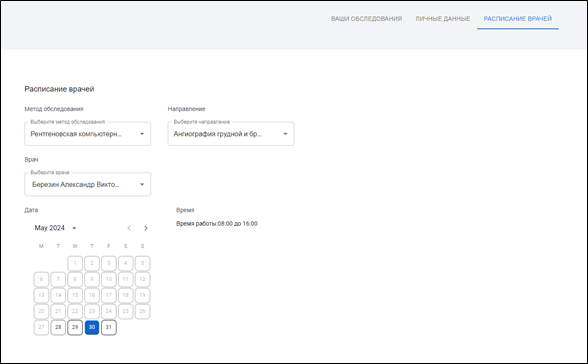 ВАШИ ОБСЛЕДОВАНИЯ ЛИЧНЫЕ ДАННЫЕ РАСПИСАНИЕ ВРАЧЕЙ
Расписание врачей
Метод обследования Направление
Выберите метод обследования Выберите направление
Рентгеновская компьютерн... Ангиография грудной и бр...
Врач
Выберите врача
Березин Александр Викто...
Дата Время
May 2024 Время работы:08:00 до 16:00
M T W T F S S
1 2 3 4 5
6 7 8 9 10 11 12
13 14 15 16 17 18 19
20 21 22 23 24 25 26
27 28 29 30 31